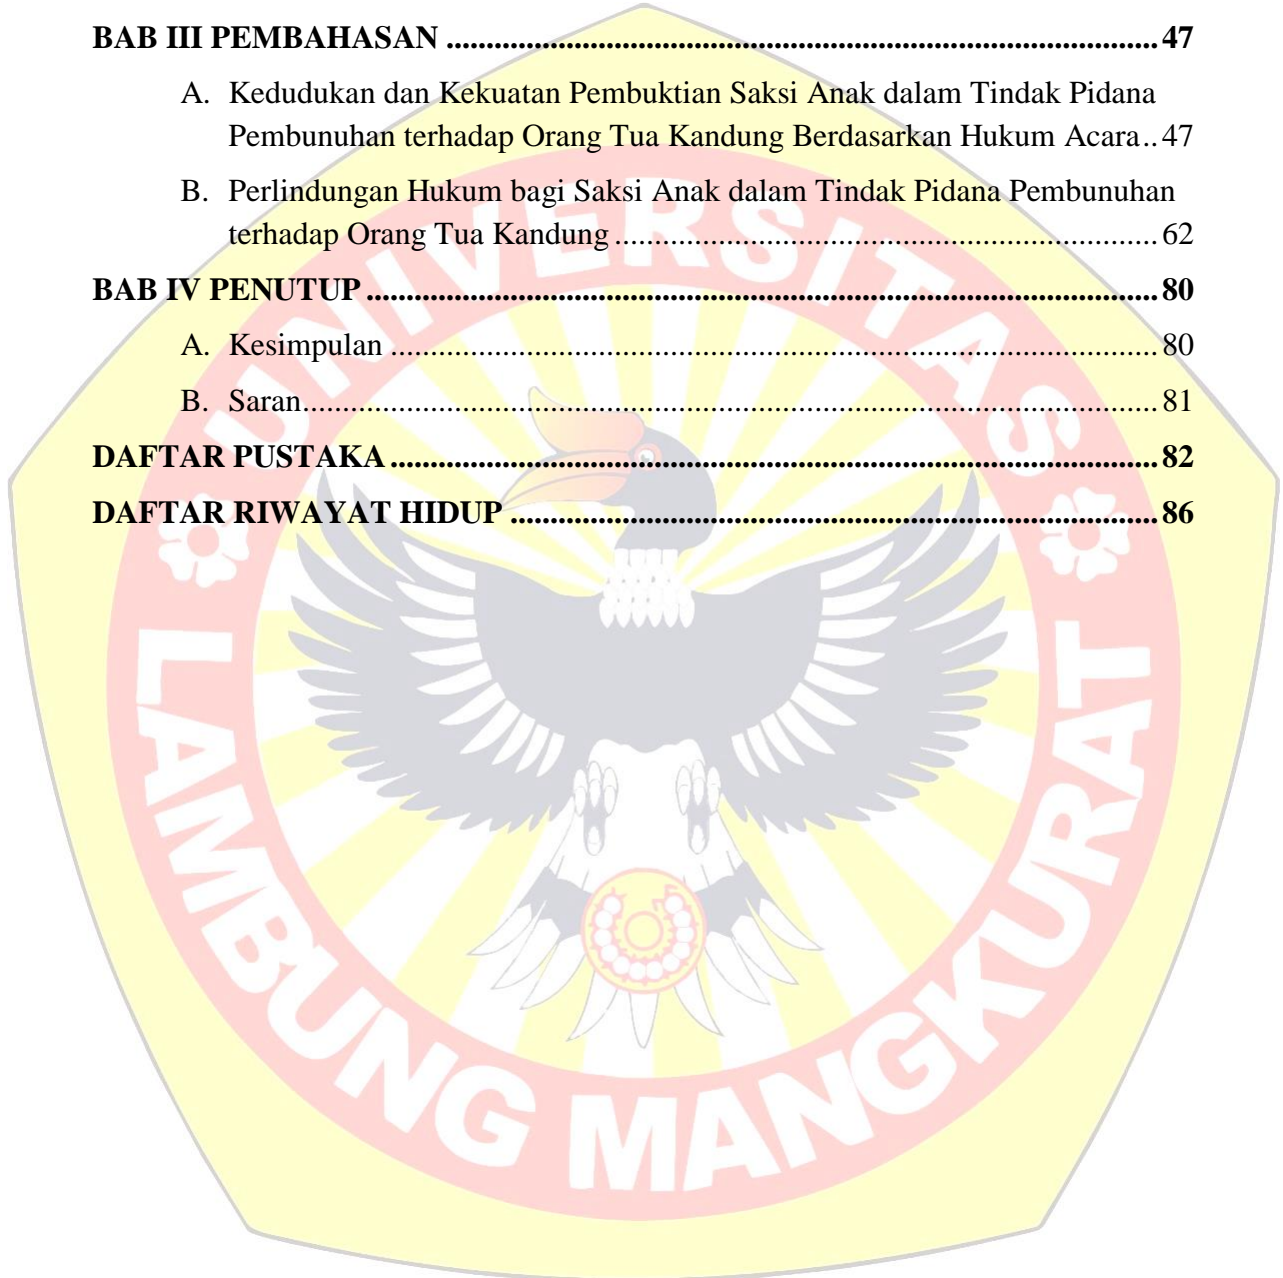 BAB III PEMBAHASAN ........................................................................................... 47
A. Kedudukan dan Kekuatan Pembuktian Saksi Anak dalam Tindak Pidana
Pembunuhan terhadap Orang Tua Kandung Berdasarkan Hukum Acara .. 47
B. Perlindungan Hukum bagi Saksi Anak dalam Tindak Pidana Pembunuhan
terhadap Orang Tua Kandung ..................................................................... 62
BAB IV PENUTUP ..................................................................................................... 80
A. Kesimpulan .................................................................................................. 80
B. Saran............................................................................................................. 81
DAFTAR PUSTAKA .................................................................................................. 82
DAFTAR RIWAYAT HIDUP ................................................................................... 86
UNIVERSITAS
LAMBUNG MANGKURAT